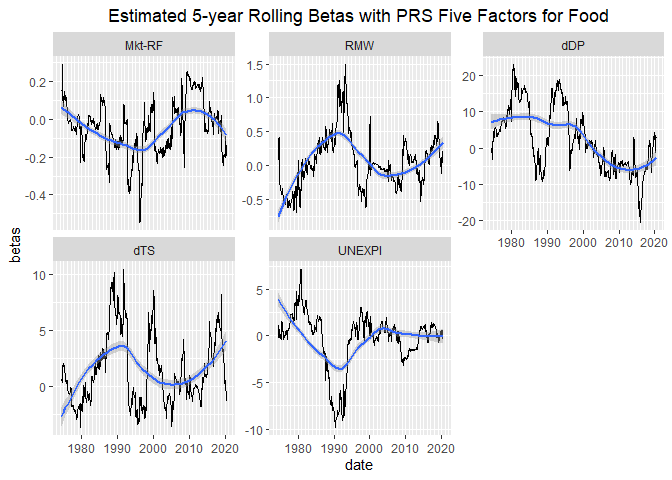 Estimated 5-year Rolling Betas with PRS Five Factors for Food
Mkt-RF
RMW
dDP
0.2
0.0
-0.2
-0.4
1.5
1.0
0.5
0.0
-0.5
20
10
0
-10
-20
1980 1990 2000 2010 2020
betas
dTS
UNEXPI
10
5
0
5
0
-5
-10
1980 1990 2000 2010 2020
1980 1990 2000 2010 2020
date